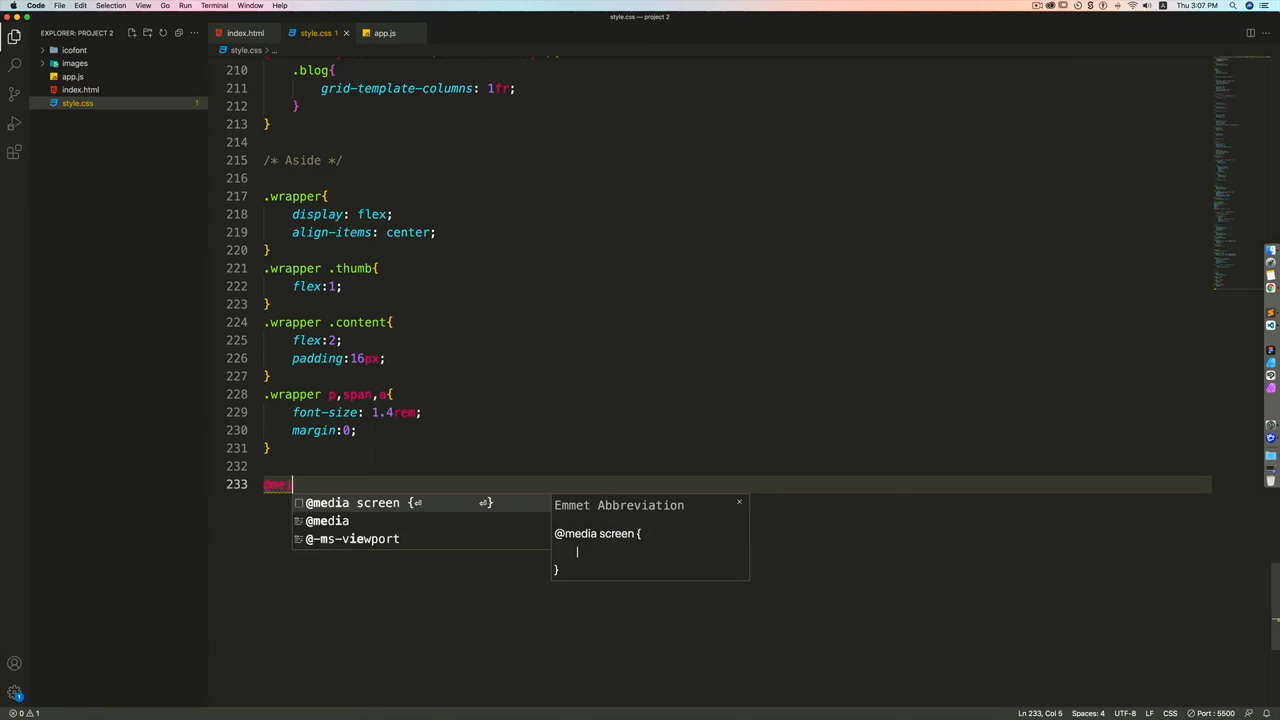 Code File Edit Selection View Go Run Terminal Window Help
A Thu 3:07 PM
style.css — project 2
EXPLORER: PROJECT 2
index.html style.css 1 app.js
icofont
images
app.js
index.html
style.css 1
style.css > ...
210 .blog{
211 grid-template-columns: 1fr;
212 }
213 }
214
215 /* Aside */
216
217 .wrapper{
218 display: flex;
219 align-items: center;
220 }
221 .wrapper .thumb{
222 flex:1;
223 }
224 .wrapper .content{
225 flex:2;
226 padding:16px;
227 }
228 .wrapper p,span,a{
229 font-size: 1.4rem;
230 margin:0;
231 }
232
233 @mei
@media screen {⏎ ⏎}
@media
@-ms-viewport
Emmet Abbreviation
@media screen {
|
}
0 1
Ln 233, Col 5 Spaces: 4 UTF-8 LF CSS Port : 5500